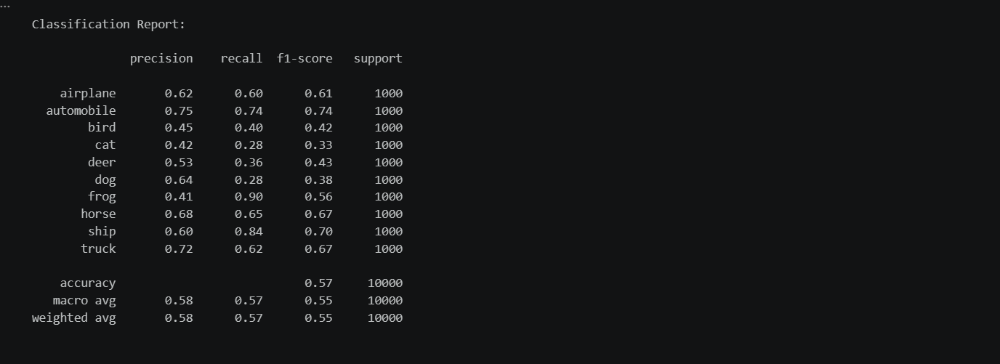 ...
Classification Report:
precision recall f1-score support
airplane 0.62 0.60 0.61 1000
automobile 0.75 0.74 0.74 1000
bird 0.45 0.40 0.42 1000
cat 0.42 0.28 0.33 1000
deer 0.53 0.36 0.43 1000
dog 0.64 0.28 0.38 1000
frog 0.41 0.90 0.56 1000
horse 0.68 0.65 0.67 1000
ship 0.60 0.84 0.70 1000
truck 0.72 0.62 0.67 1000
accuracy 0.57 10000
macro avg 0.58 0.57 0.55 10000
weighted avg 0.58 0.57 0.55 10000